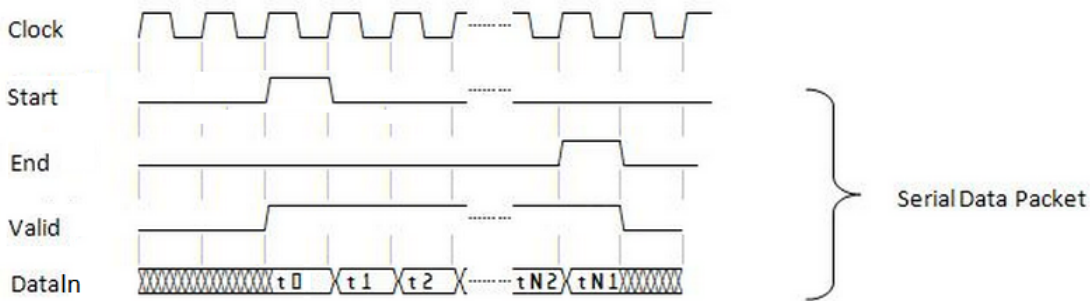 Clock
Start
End
Valid
DataIn t0 t1 t2 tN2 tN1
Serial Data Packet